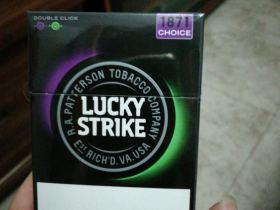 DOUBLE CLICK
1871
CHOICE
R.A. PATTERSON TOBACCO COMPANY
LUCKY
STRIKE
EST RICH'D, VA. USA